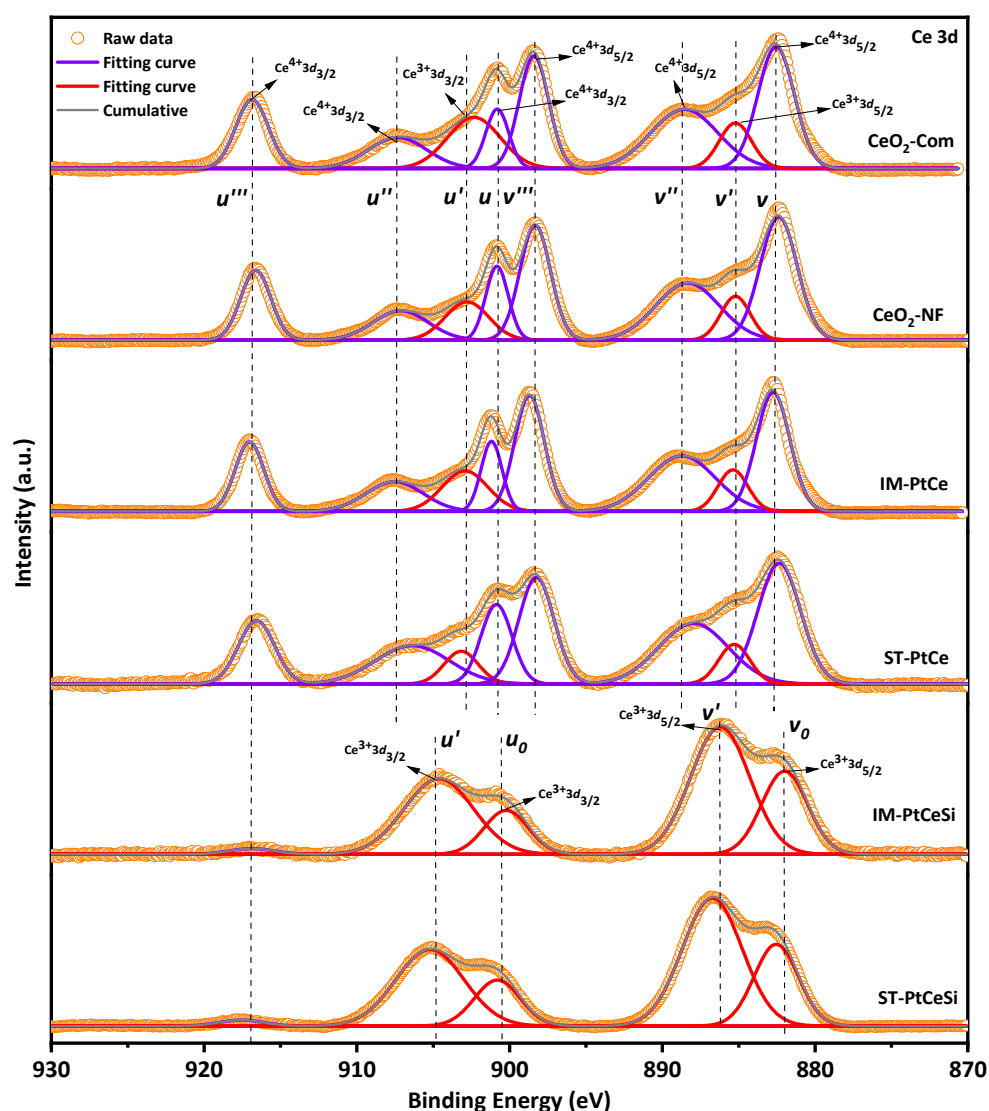 Raw data
Fitting curve
Fitting curve
Cumulative
Ce 3d
Ce⁴⁺3d₃/₂
Ce⁴⁺3d₃/₂
Ce³⁺3d₃/₂
Ce⁴⁺3d₅/₂
Ce⁴⁺3d₃/₂
Ce⁴⁺3d₅/₂
Ce⁴⁺3d₅/₂
Ce³⁺3d₅/₂
CeO₂-Com
u''' u'' u' u v''' v'' v' v
CeO₂-NF
IM-PtCe
ST-PtCe
u' u₀ v' v₀
Ce³⁺3d₃/₂
Ce³⁺3d₃/₂
Ce³⁺3d₅/₂
Ce³⁺3d₅/₂
IM-PtCeSi
ST-PtCeSi
Intensity (a.u.)
930 920 910 900 890 880 870
Binding Energy (eV)